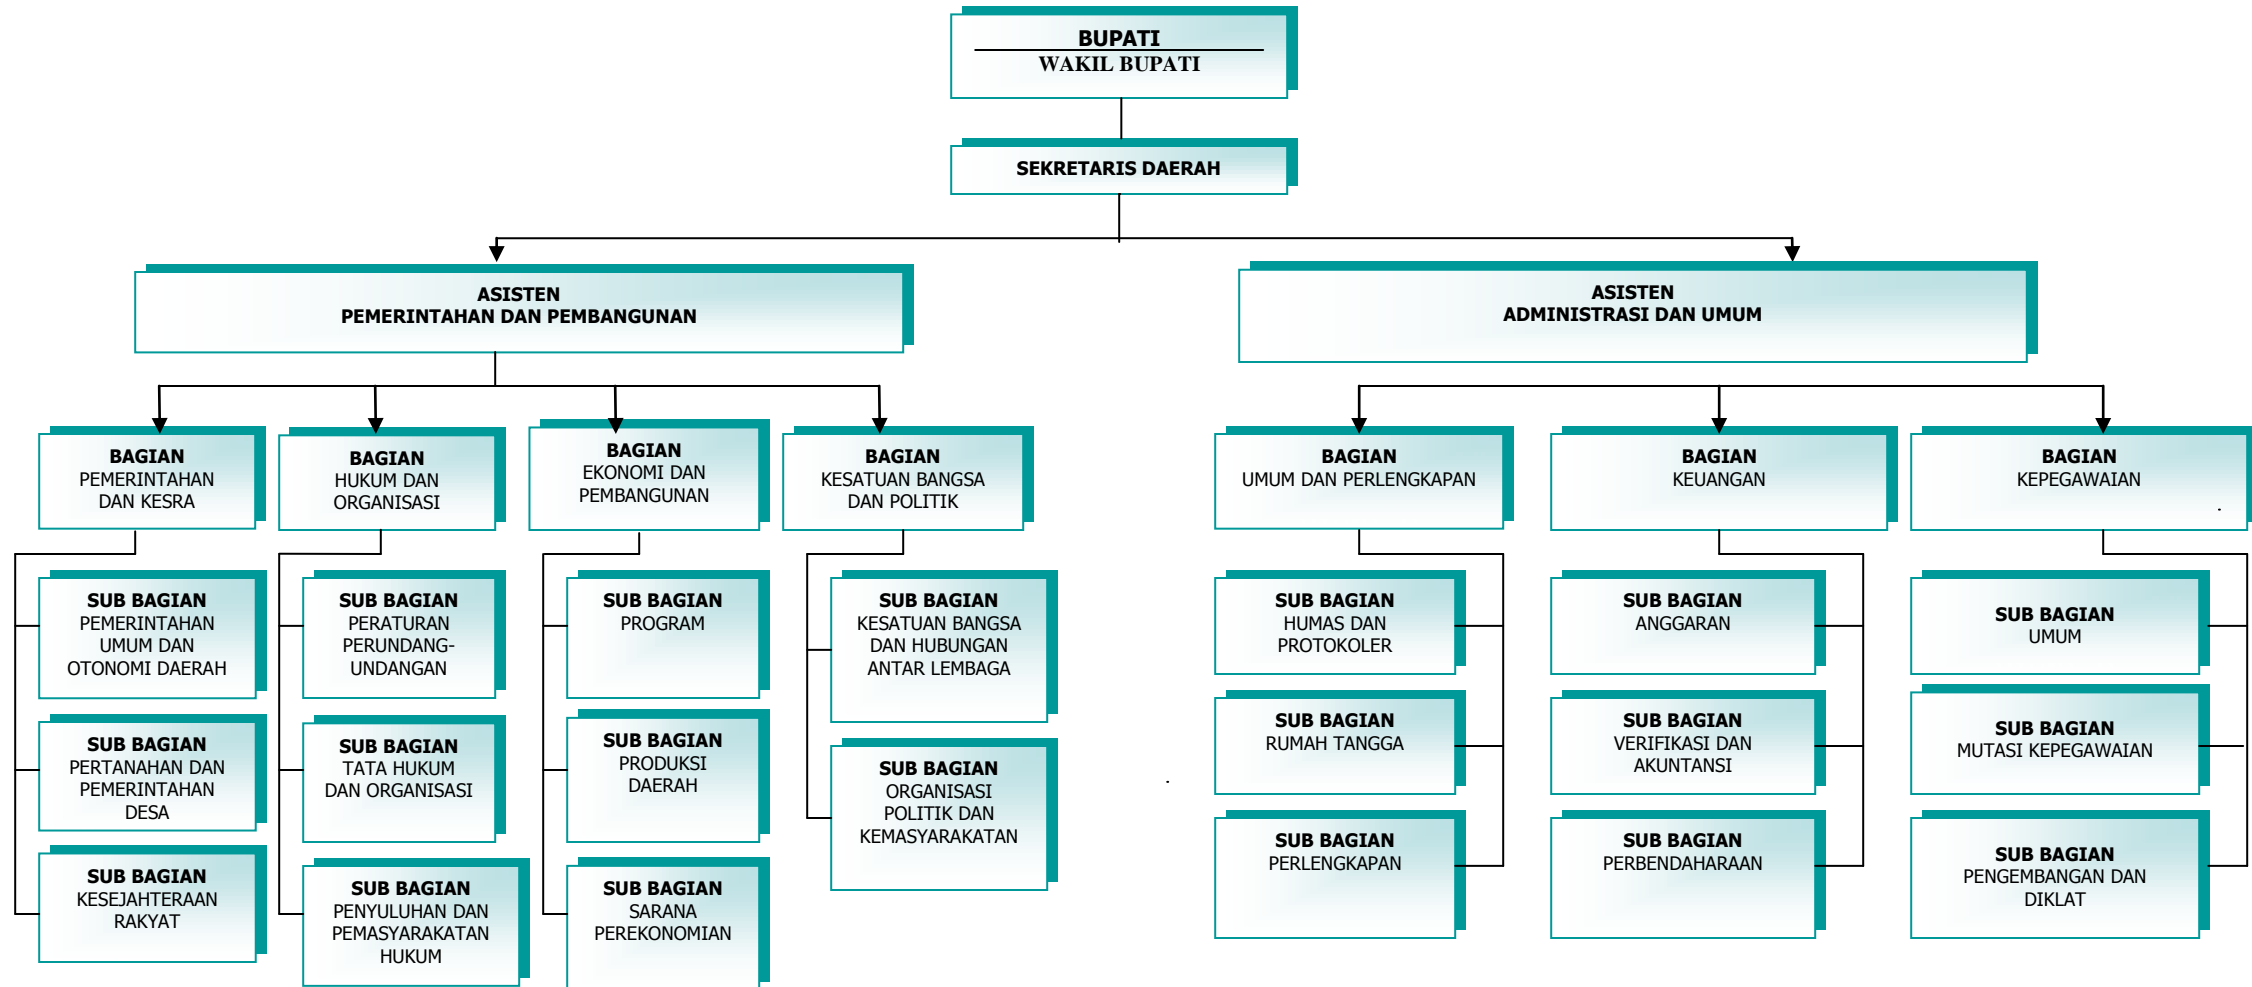 BUPATI
WAKIL BUPATI
SEKRETARIS DAERAH
ASISTEN
PEMERINTAHAN DAN PEMBANGUNAN
ASISTEN
ADMINISTRASI DAN UMUM
BAGIAN
PEMERINTAHAN
DAN KESRA
BAGIAN
HUKUM DAN
ORGANISASI
BAGIAN
EKONOMI DAN
PEMBANGUNAN
BAGIAN
KESATUAN BANGSA
DAN POLITIK
BAGIAN
UMUM DAN PERLENGKAPAN
BAGIAN
KEUANGAN
BAGIAN
KEPEGAWAIAN
SUB BAGIAN
PEMERINTAHAN
UMUM DAN
OTONOMI DAERAH
SUB BAGIAN
PERATURAN
PERUNDANG-
UNDANGAN
SUB BAGIAN
PROGRAM
SUB BAGIAN
KESATUAN BANGSA
DAN HUBUNGAN
ANTAR LEMBAGA
SUB BAGIAN
HUMAS DAN
PROTOKOLER
SUB BAGIAN
ANGGARAN
SUB BAGIAN
UMUM
SUB BAGIAN
PERTANAHAN DAN
PEMERINTAHAN
DESA
SUB BAGIAN
TATA HUKUM
DAN ORGANISASI
SUB BAGIAN
PRODUKSI
DAERAH
SUB BAGIAN
ORGANISASI
POLITIK DAN
KEMASYARAKATAN
SUB BAGIAN
RUMAH TANGGA
SUB BAGIAN
VERIFIKASI DAN
AKUNTANSI
SUB BAGIAN
MUTASI KEPEGAWAIAN
SUB BAGIAN
KESEJAHTERAAN
RAKYAT
SUB BAGIAN
PENYULUHAN DAN
PEMASYARAKATAN
HUKUM
SUB BAGIAN
SARANA
PEREKONOMIAN
SUB BAGIAN
PERLENGKAPAN
SUB BAGIAN
PERBENDAHARAAN
SUB BAGIAN
PENGEMBANGAN DAN
DIKLAT